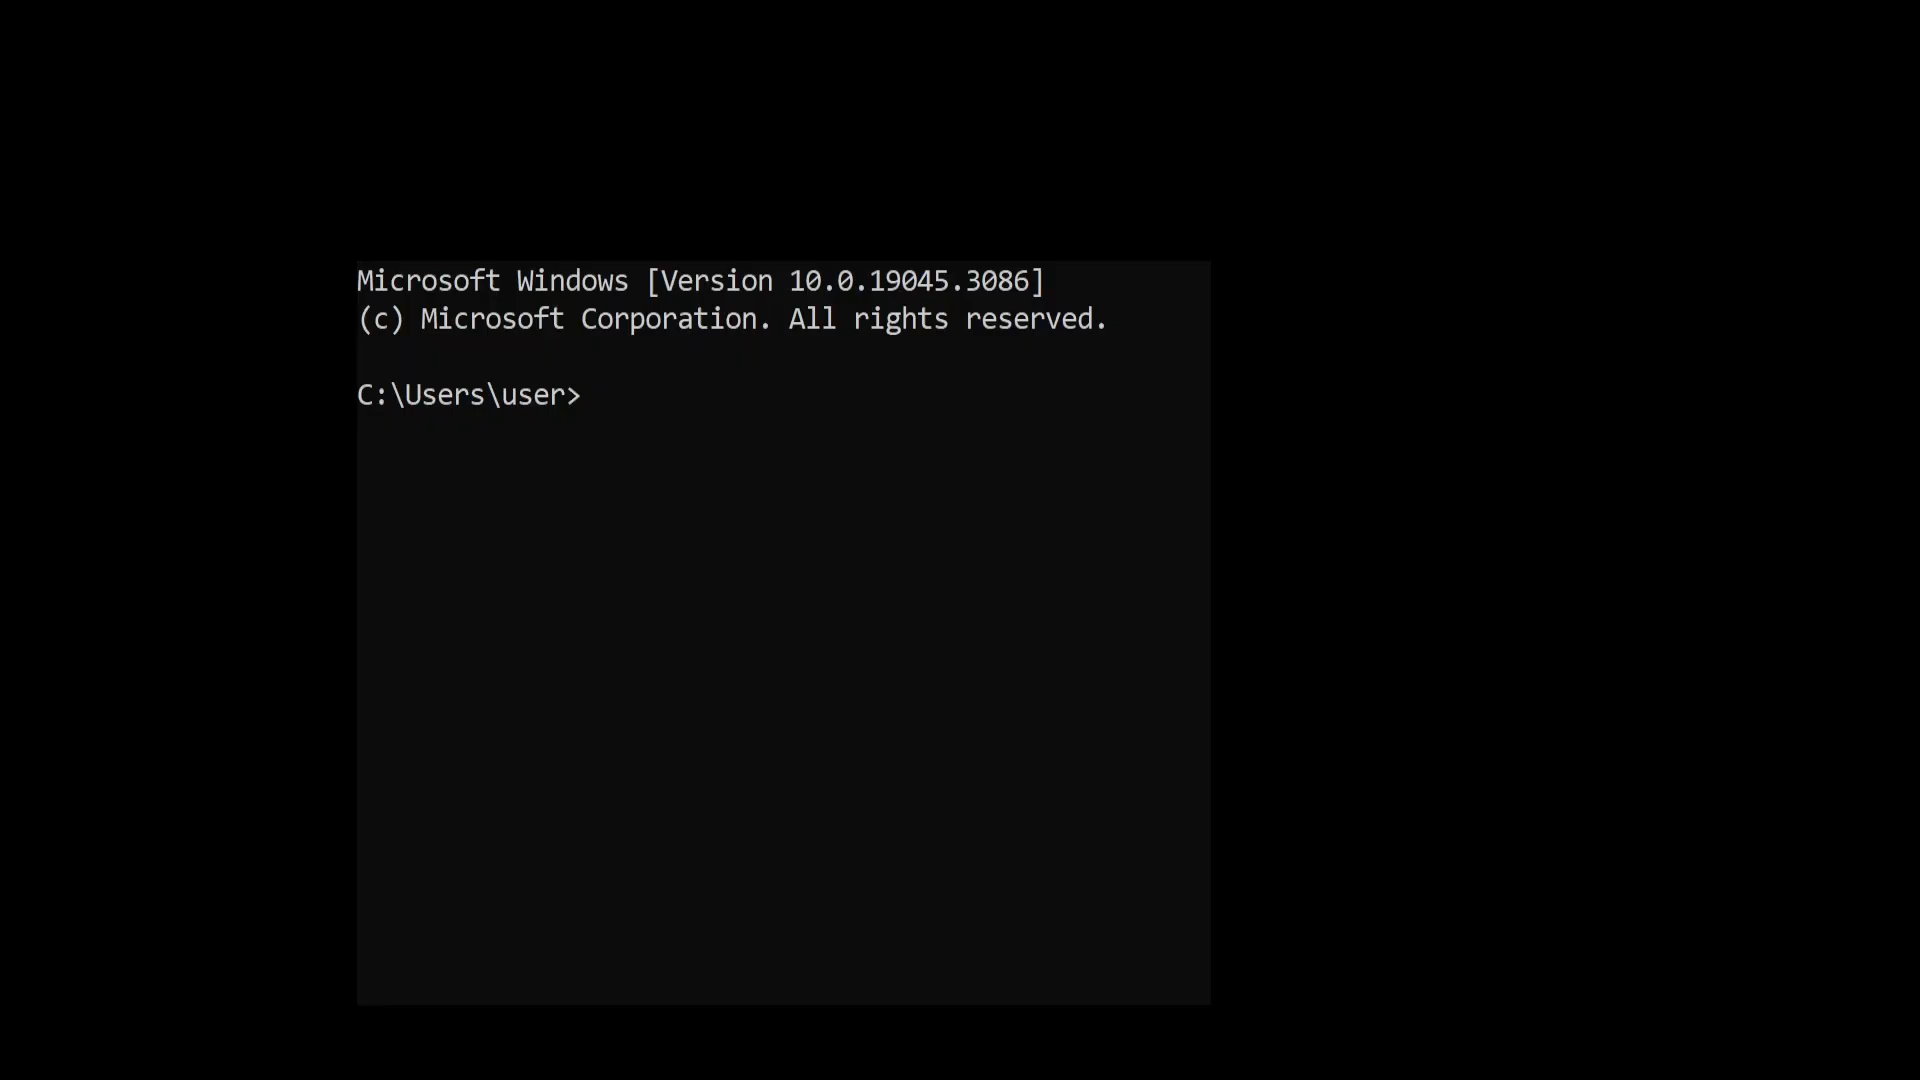 Microsoft Windows [Version 10.0.19045.3086]
(c) Microsoft Corporation. All rights reserved.
C:\Users\user>